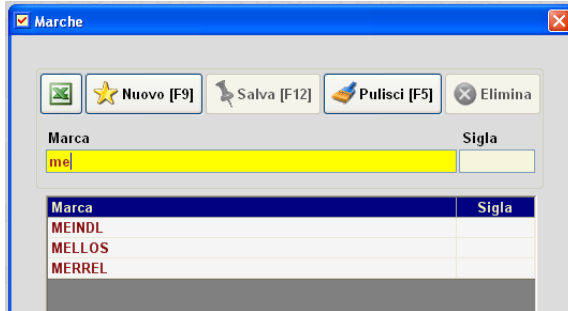 Marche
Nuovo [F9] Salva [F12] Pulisci [F5] Elimina
Marca Sigla
me
Marca Sigla
MEINDL
MELLOS
MERREL